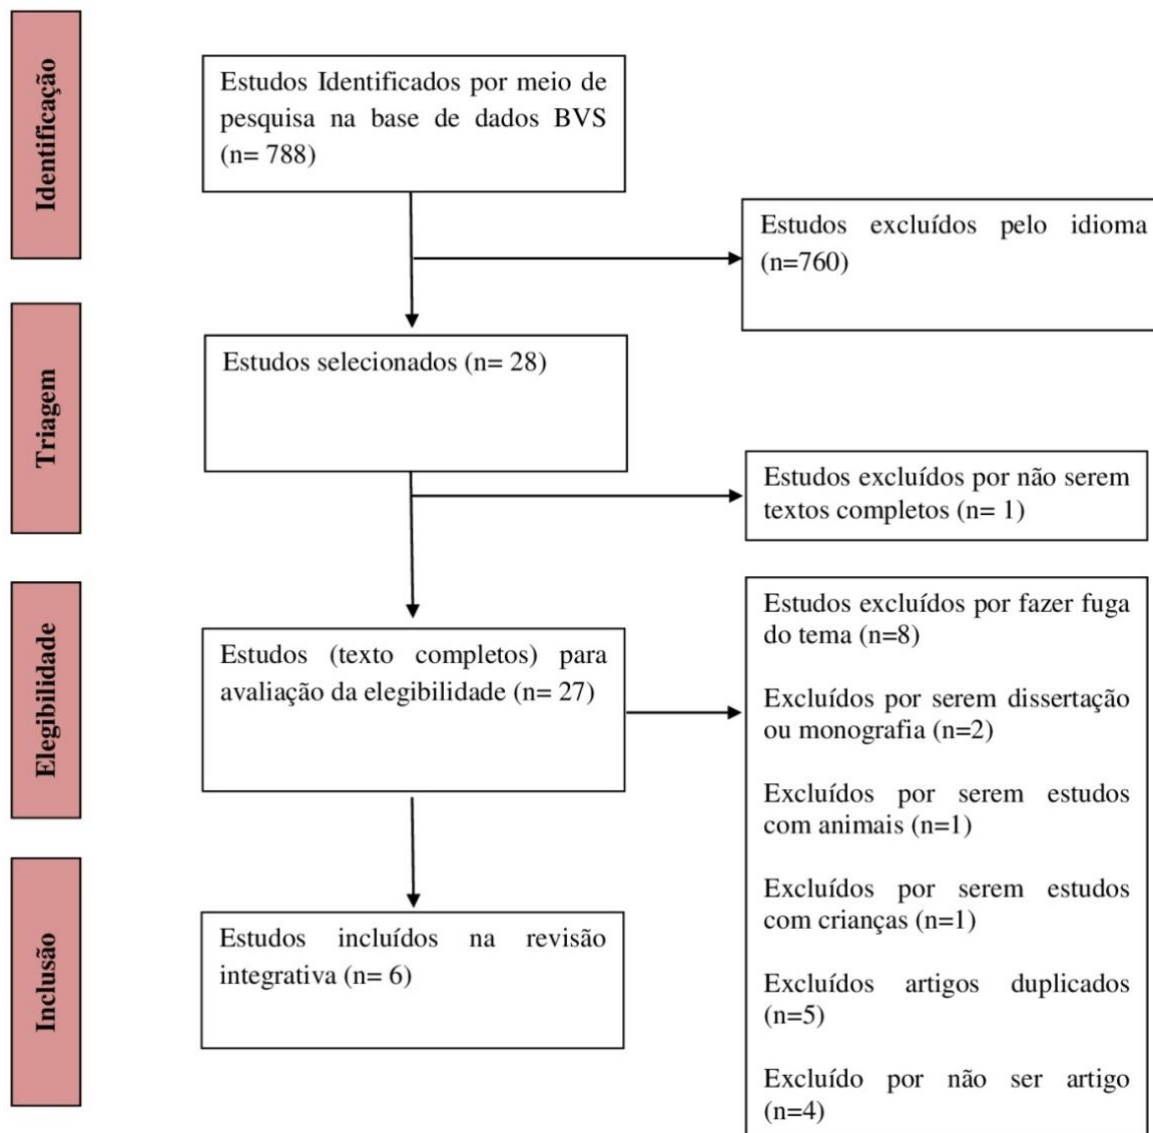 Identificação
Estudos Identificados por meio de
pesquisa na base de dados BVS
(n= 788)
Estudos excluídos pelo idioma
(n=760)
Triagem
Estudos selecionados (n= 28)
Estudos excluídos por não serem
textos completos (n= 1)
Elegibilidade
Estudos (texto completos) para
avaliação da elegibilidade (n= 27)
Estudos excluídos por fazer fuga
do tema (n=8)
Excluídos por serem dissertação
ou monografia (n=2)
Excluídos por serem estudos
com animais (n=1)
Excluídos por serem estudos
com crianças (n=1)
Excluídos artigos duplicados
(n=5)
Excluído por não ser artigo
(n=4)
Inclusão
Estudos incluídos na revisão
integrativa (n= 6)